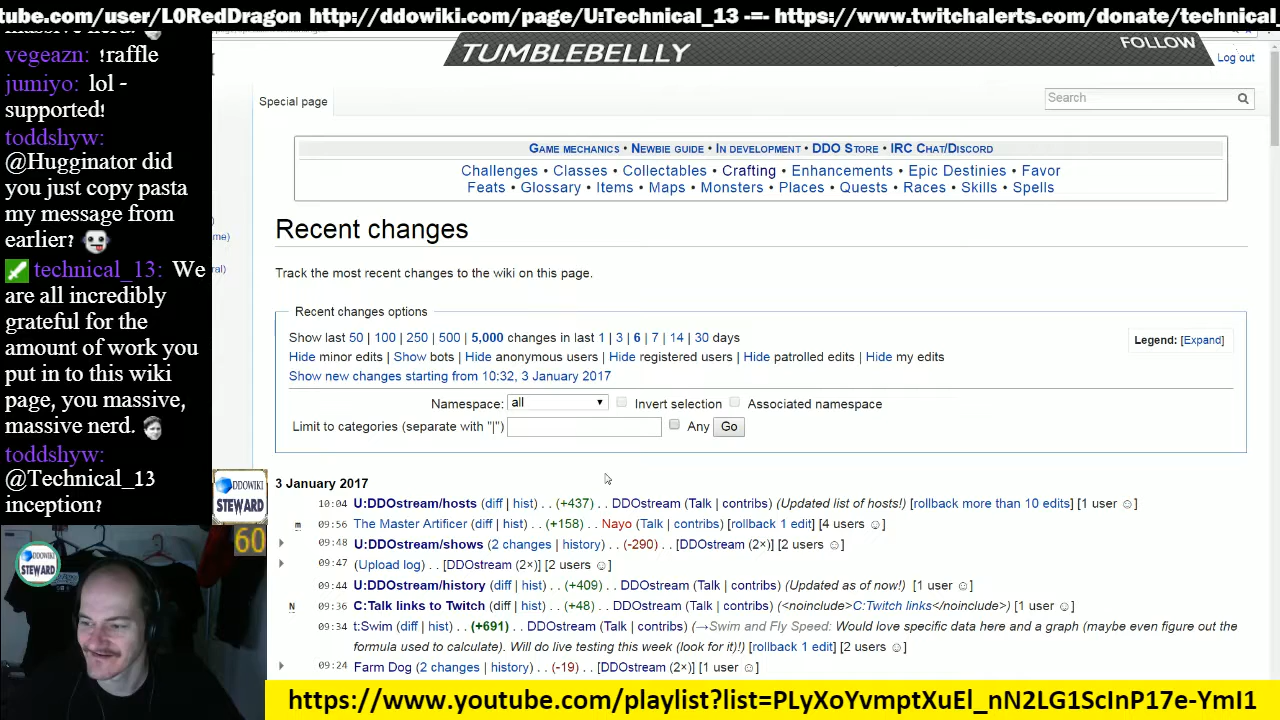 tube.com/user/L0RedDragon http://ddowiki.com/page/U:Technical_13 -=- https://www.twitchalerts.com/donate/technical_
massive nerd.
vegeazn: !raffle
jumiyo: lol -
supported!
toddshyw:
@Hugginator did
you just copy pasta
my message from
earlier?
technical_13: We
are all incredibly
grateful for the
amount of work you
put in to this wiki
page, you massive,
massive nerd.
toddshyw:
@Technical_13
inception?
DDOWIKI
STEWARD
60
DDOWIKI
STEWARD
TUMBLEBELLLY
FOLLOW
Log out
Special page
Search
Game mechanics • Newbie guide • In development • DDO Store • IRC Chat/Discord
Challenges • Classes • Collectables • Crafting • Enhancements • Epic Destinies • Favor
Feats • Glossary • Items • Maps • Monsters • Places • Quests • Races • Skills • Spells
Recent changes
Track the most recent changes to the wiki on this page.
Recent changes options
Show last 50 | 100 | 250 | 500 | 5,000 changes in last 1 | 3 | 6 | 7 | 14 | 30 days
Hide minor edits | Show bots | Hide anonymous users | Hide registered users | Hide patrolled edits | Hide my edits
Show new changes starting from 10:32, 3 January 2017
Legend: [Expand]
Namespace: all Invert selection Associated namespace
Limit to categories (separate with "|") Any Go
3 January 2017
10:04 U:DDOstream/hosts (diff | hist) . . (+437) . . DDOstream (Talk | contribs) (Updated list of hosts!) [rollback more than 10 edits] [1 user ☺]
m 09:56 The Master Artificer (diff | hist) . . (+158) . . Nayo (Talk | contribs) [rollback 1 edit] [4 users ☺]
09:48 U:DDOstream/shows (2 changes | history) . . (-290) . . [DDOstream (2×)] [2 users ☺]
09:47 (Upload log) . . [DDOstream (2×)] [2 users ☺]
09:44 U:DDOstream/history (diff | hist) . . (+409) . . DDOstream (Talk | contribs) (Updated as of now!) [1 user ☺]
N 09:36 C:Talk links to Twitch (diff | hist) . . (+48) . . DDOstream (Talk | contribs) (<noinclude>C:Twitch links</noinclude>) [1 user ☺]
09:34 t:Swim (diff | hist) . . (+691) . . DDOstream (Talk | contribs) (→Swim and Fly Speed: Would love specific data here and a graph (maybe even figure out the
formula used to calculate). Will do live testing this week (look for it)!) [rollback 1 edit] [2 users ☺]
09:24 Farm Dog (2 changes | history) . . (-19) . . [DDOstream (2×)] [1 user ☺]
https://www.youtube.com/playlist?list=PLyXoYvmptXuEl_nN2LG1ScInP17e-YmI1